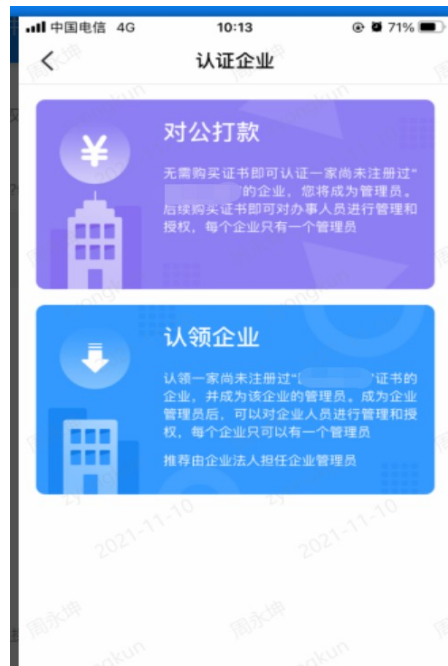 中国电信 4G 10:13 71%
认证企业
对公打款
无需购买证书即可认证一家尚未注册过“
的企业，您将成为管理员。
后续购买证书即可对办事人员进行管理和
授权，每个企业只有一个管理员
认领企业
认领一家尚未注册过“ ”证书的
企业，并成为该企业的管理员。成为企业
管理员后，可以对企业人员进行管理和授
权，每个企业只可以有一个管理员
推荐由企业法人担任企业管理员
2021-11-10
2021-11-10
周永坤
周永坤